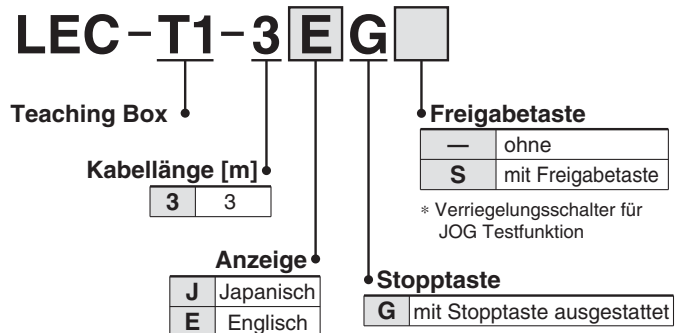 LEC-T1-3EG
Teaching Box
Freigabetaste
— ohne
S mit Freigabetaste
* Verriegelungsschalter für
JOG Testfunktion
Kabellänge [m]
3 3
Anzeige
J Japanisch
E Englisch
Stopptaste
G mit Stopptaste ausgestattet